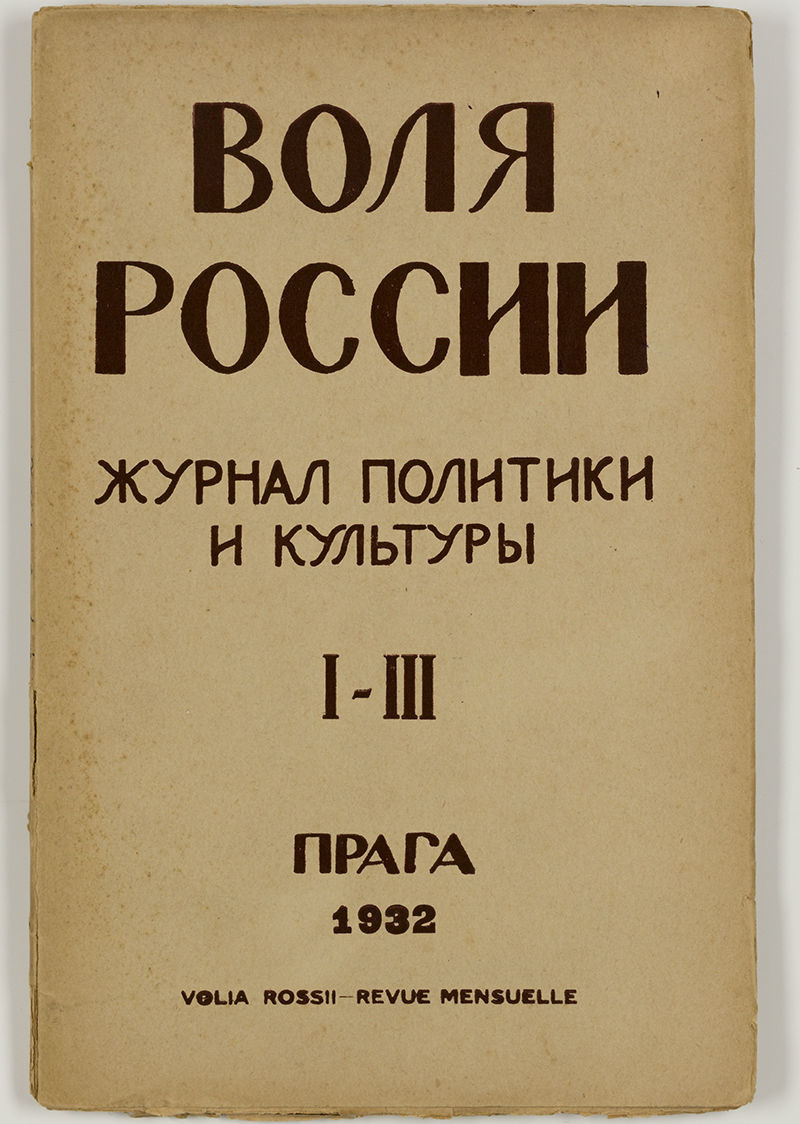 ВОЛЯ
РОССИИ
ЖУРНАЛ ПОЛИТИКИ
И КУЛЬТУРЫ
I-III
ПРАГА
1932
VOLIA ROSSII—REVUE MENSUELLE